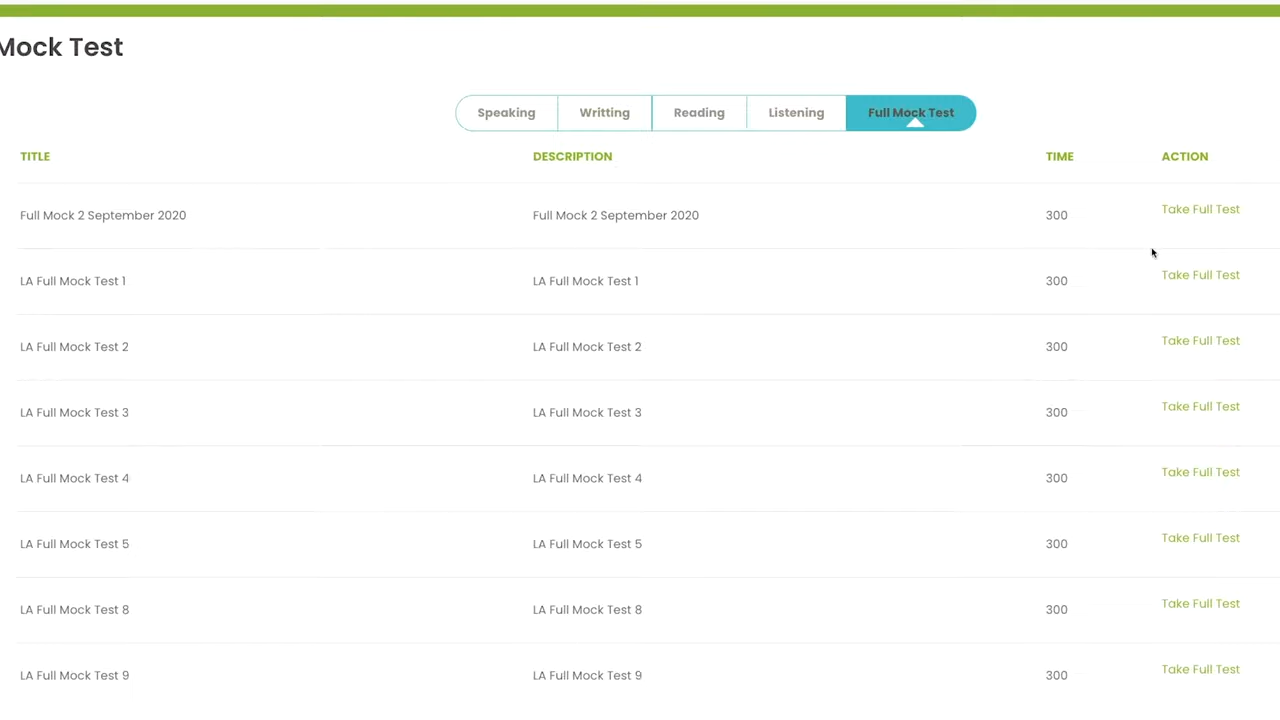 Mock Test
Speaking Writting Reading Listening Full Mock Test
TITLE DESCRIPTION TIME ACTION
Full Mock 2 September 2020 Full Mock 2 September 2020 300 Take Full Test
LA Full Mock Test 1 LA Full Mock Test 1 300 Take Full Test
LA Full Mock Test 2 LA Full Mock Test 2 300 Take Full Test
LA Full Mock Test 3 LA Full Mock Test 3 300 Take Full Test
LA Full Mock Test 4 LA Full Mock Test 4 300 Take Full Test
LA Full Mock Test 5 LA Full Mock Test 5 300 Take Full Test
LA Full Mock Test 8 LA Full Mock Test 8 300 Take Full Test
LA Full Mock Test 9 LA Full Mock Test 9 300 Take Full Test